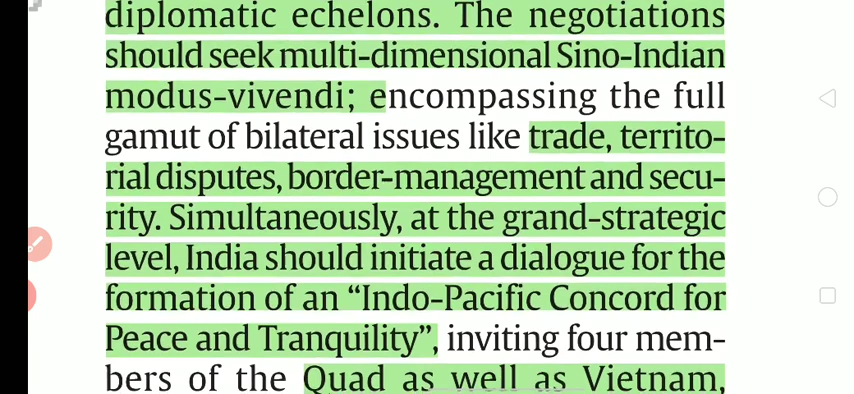 diplomatic echelons. The negotiations
should seek multi-dimensional Sino-Indian
modus-vivendi; encompassing the full
gamut of bilateral issues like trade, territo-
rial disputes, border-management and secu-
rity. Simultaneously, at the grand-strategic
level, India should initiate a dialogue for the
formation of an “Indo-Pacific Concord for
Peace and Tranquility”, inviting four mem-
bers of the Quad as well as Vietnam,